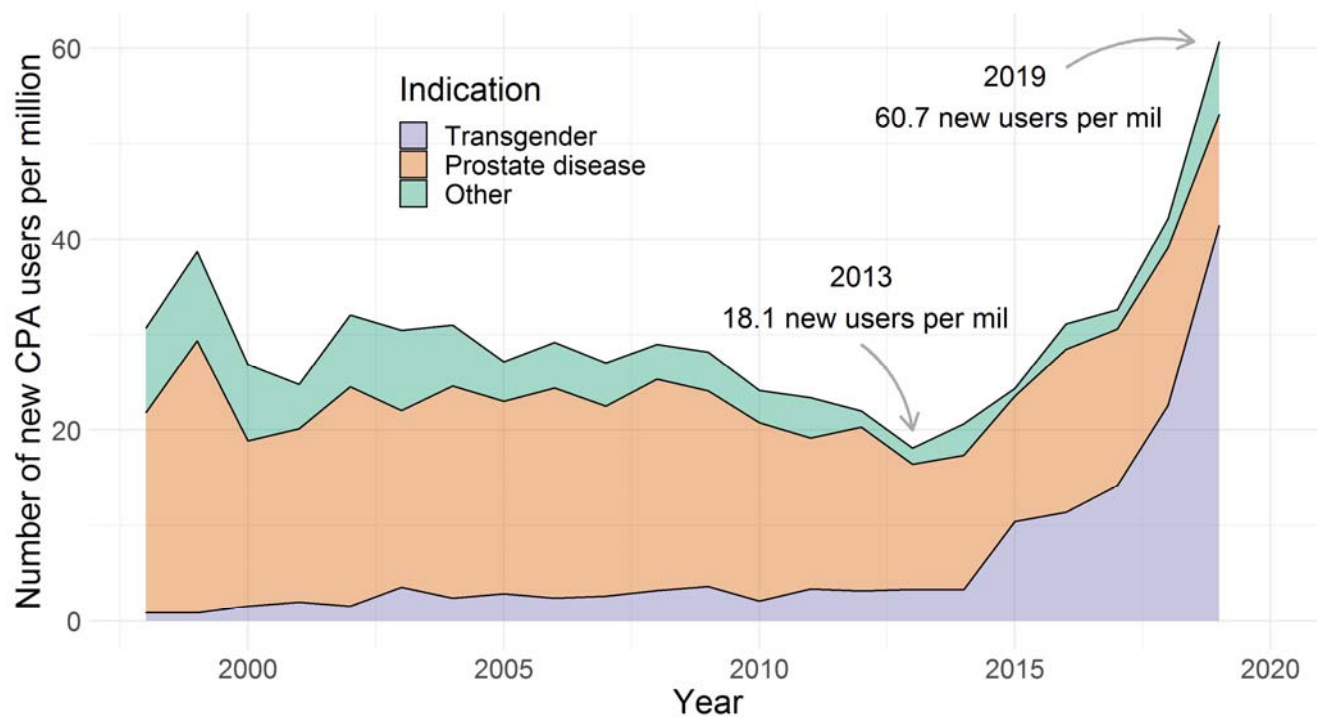 Number of new CPA users per million
60
40
20
0
Indication
Transgender
Prostate disease
Other
2019
60.7 new users per mil
2013
18.1 new users per mil
2000
2005
2010
2015
2020
Year